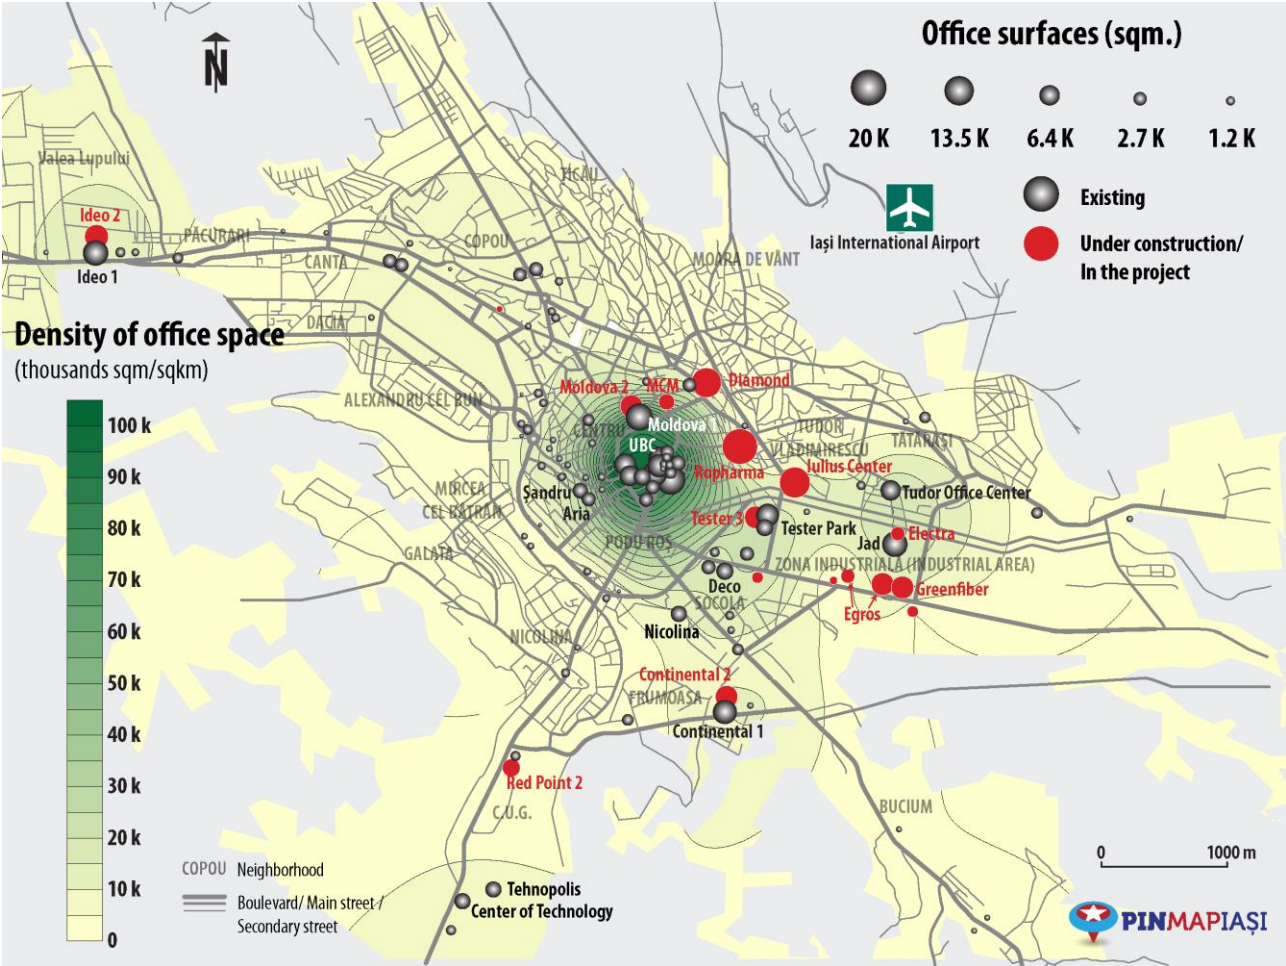 Office surfaces (sqm.)
20 K 13.5 K 6.4 K 2.7 K 1.2 K
Existing
Under construction/
In the project
N
Iași International Airport
Valea Lupului
Ideo 2
Ideo 1
PĂCURARI
CANTA
DACIA
COPOU
ȚICĂU
MOARA DE VÂNT
Density of office space
(thousands sqm/sqkm)
100 k
90 k
80 k
70 k
60 k
50 k
40 k
30 k
20 k
10 k
0
ALEXANDRU CEL BUN
Moldova 2
MCM
Diamond
Moldova 1
CENTRU
UBC
TUDOR
VLADIMIRESCU
TĂTĂRAȘI
Ropharma
Iulius Center
MIRCEA
CEL BĂTRÂN
Șandru
Aria
Tudor Office Center
Tester 3
Tester Park
Electra
Jad
GALATA
PODU ROȘ
ZONA INDUSTRIALĂ (INDUSTRIAL AREA)
Deco
SOCOLA
Greenfiber
Egros
Nicolina
NICOLINA
Continental 2
FRUMOASA
Continental 1
Red Point 2
C.U.G.
BUCIUM
COPOU Neighborhood
Boulevard/ Main street /
Secondary street
Tehnopolis
Center of Technology
0 1000 m
PINMAPIAȘI